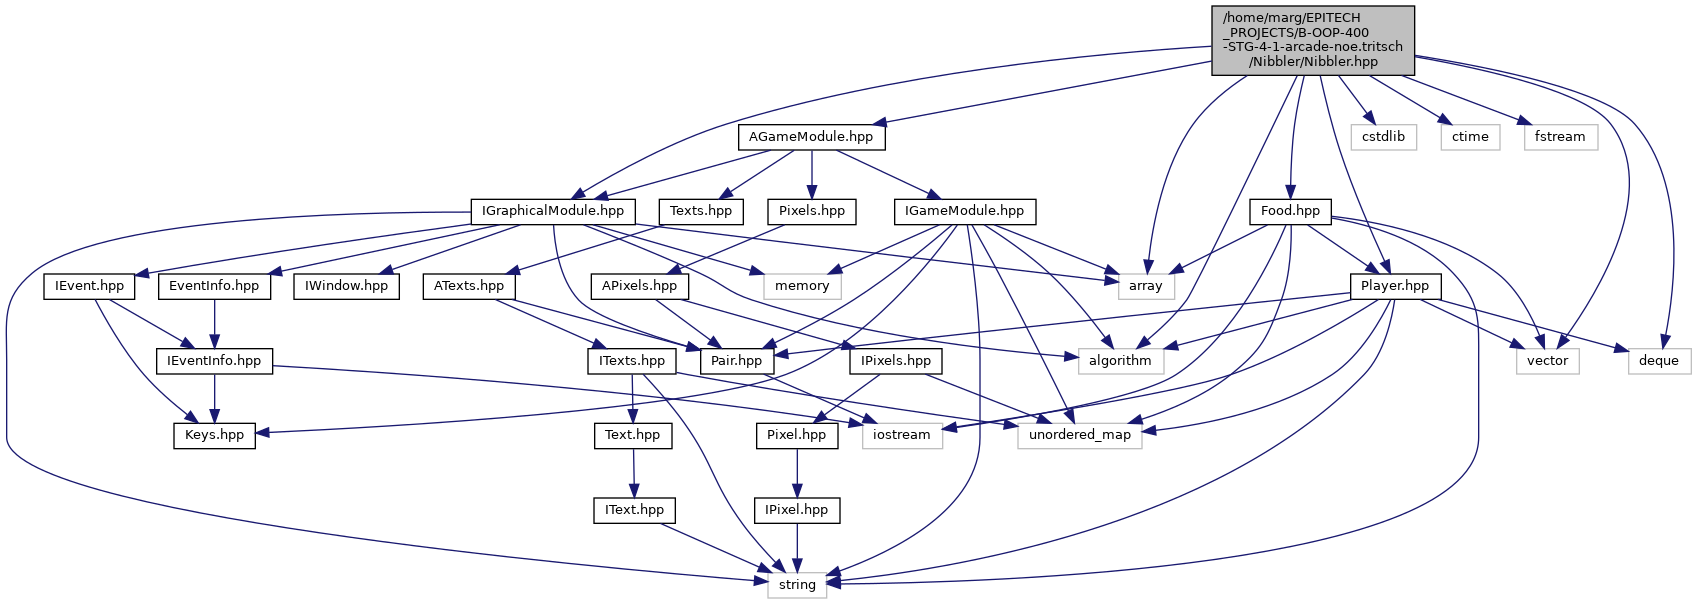 /home/marg/EPITECH
_PROJECTS/B-OOP-400
-STG-4-1-arcade-noe.tritsch
/Nibbler/Nibbler.hpp
AGameModule.hpp
cstdlib
ctime
fstream
IGraphicalModule.hpp
Texts.hpp
Pixels.hpp
IGameModule.hpp
Food.hpp
IEvent.hpp
EventInfo.hpp
IWindow.hpp
ATexts.hpp
APixels.hpp
memory
array
Player.hpp
IEventInfo.hpp
ITexts.hpp
Pair.hpp
IPixels.hpp
algorithm
vector
deque
Keys.hpp
Text.hpp
Pixel.hpp
iostream
unordered_map
IText.hpp
IPixel.hpp
string